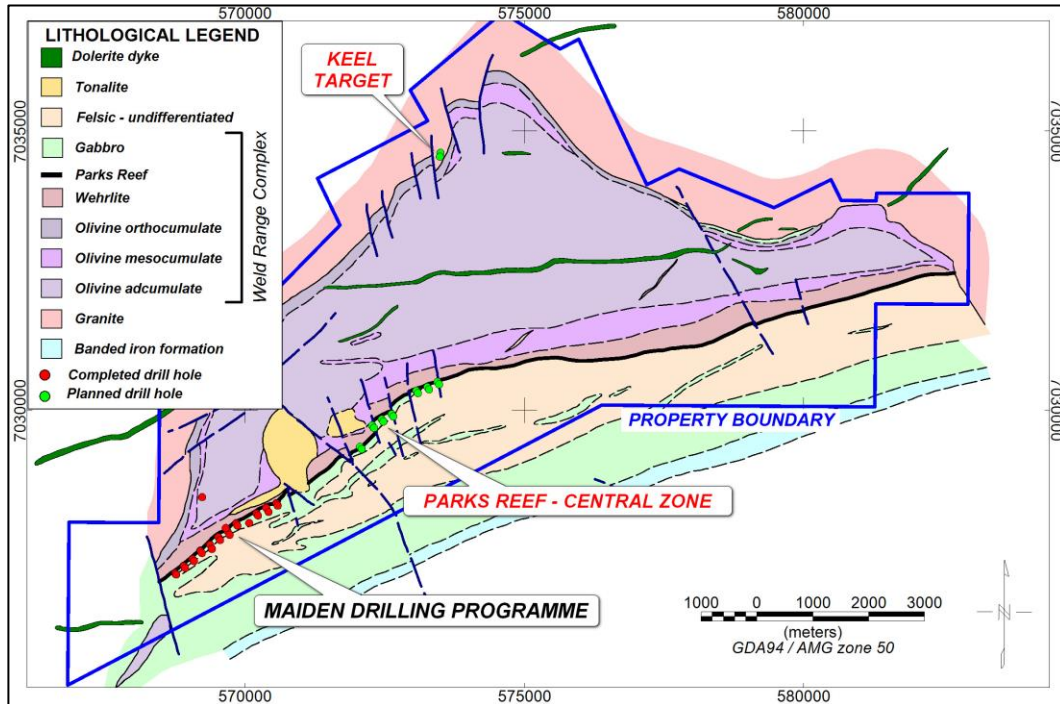 570000
575000
580000
LITHOLOGICAL LEGEND
Dolerite dyke
Tonalite
Felsic - undifferentiated
Gabbro
Parks Reef
Wehrlite
Olivine orthocumulate
Olivine mesocumulate
Olivine adcumulate
Weld Range Complex
Granite
Banded iron formation
Completed drill hole
Planned drill hole
KEEL
TARGET
7035000
7035000
7030000
7030000
PROPERTY BOUNDARY
PARKS REEF - CENTRAL ZONE
MAIDEN DRILLING PROGRAMME
1000 0 1000 2000 3000
(meters)
GDA94 / AMG zone 50
N
570000
575000
580000